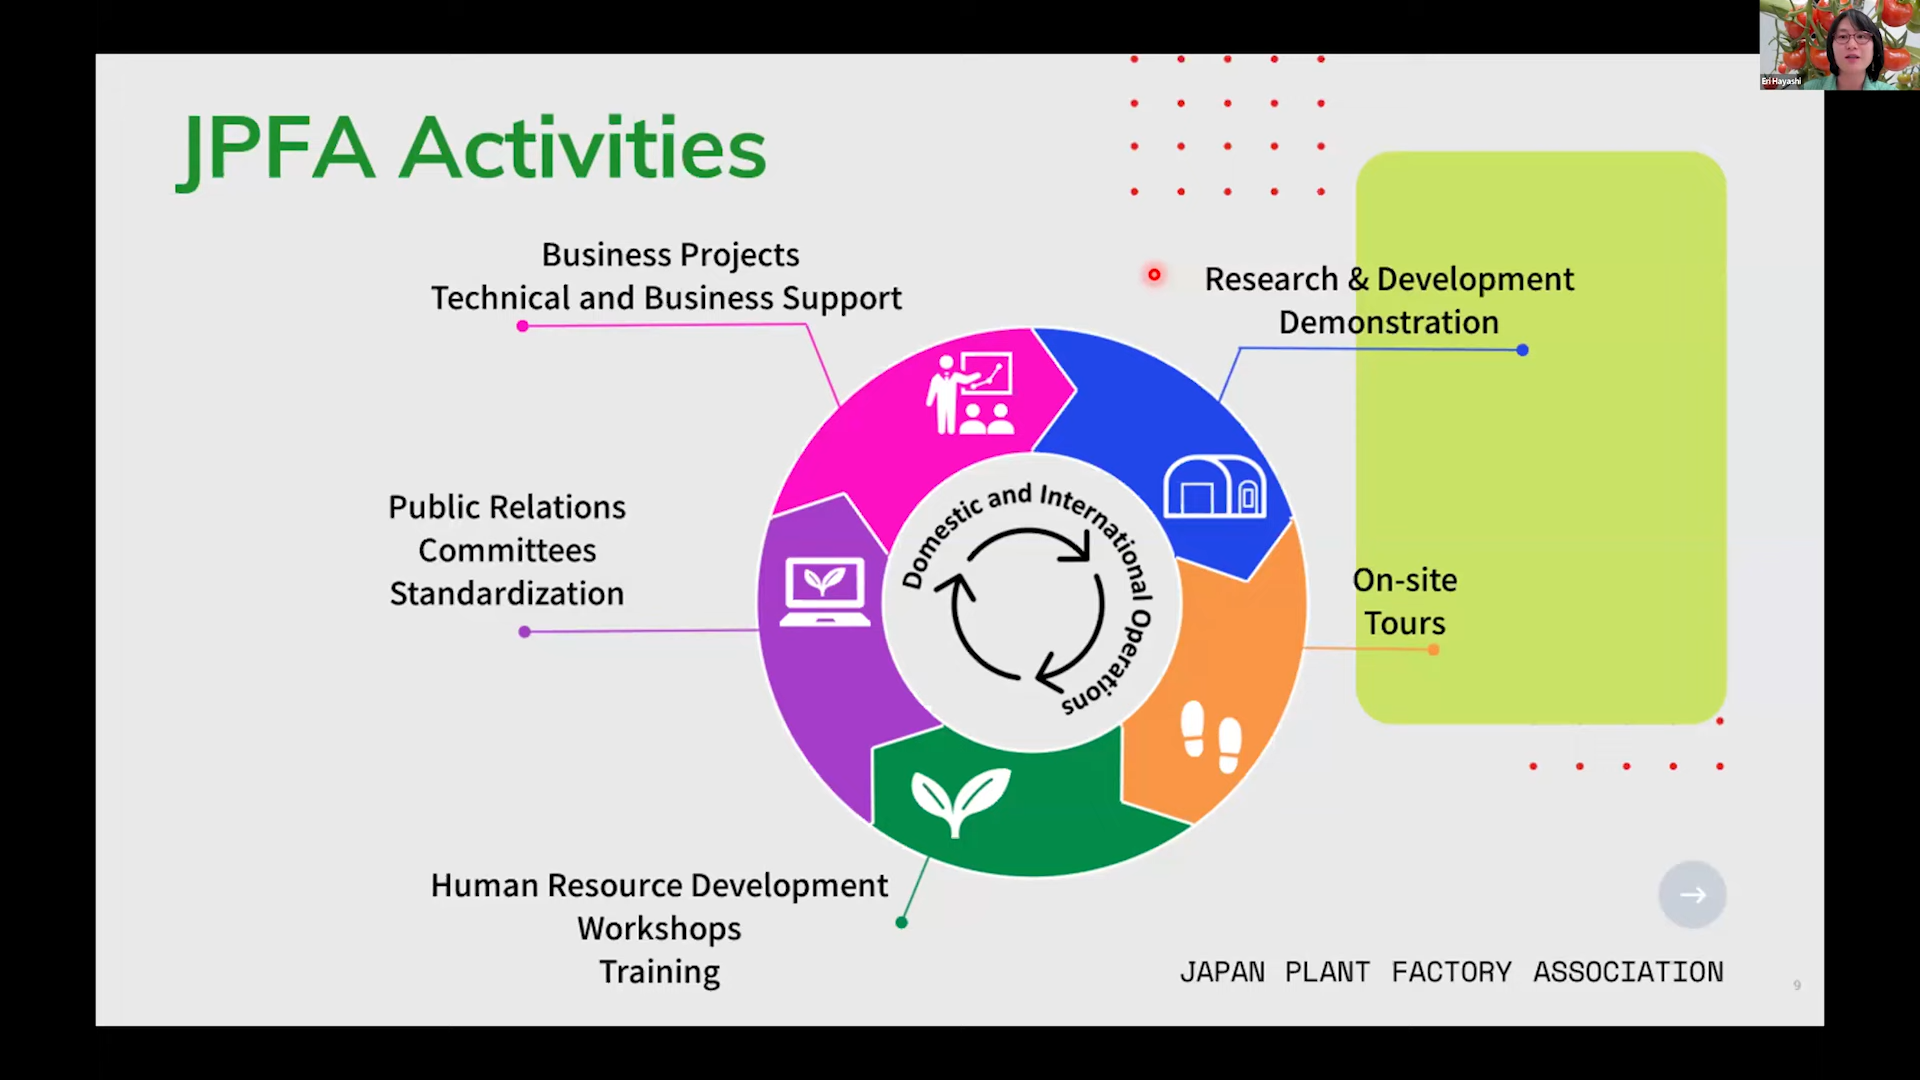 Eri Hayashi
JPFA Activities
Business Projects
Technical and Business Support
Research & Development
Demonstration
Public Relations
Committees
Standardization
Domestic and International Operations
On-site
Tours
Human Resource Development
Workshops
Training
JAPAN PLANT FACTORY ASSOCIATION
9